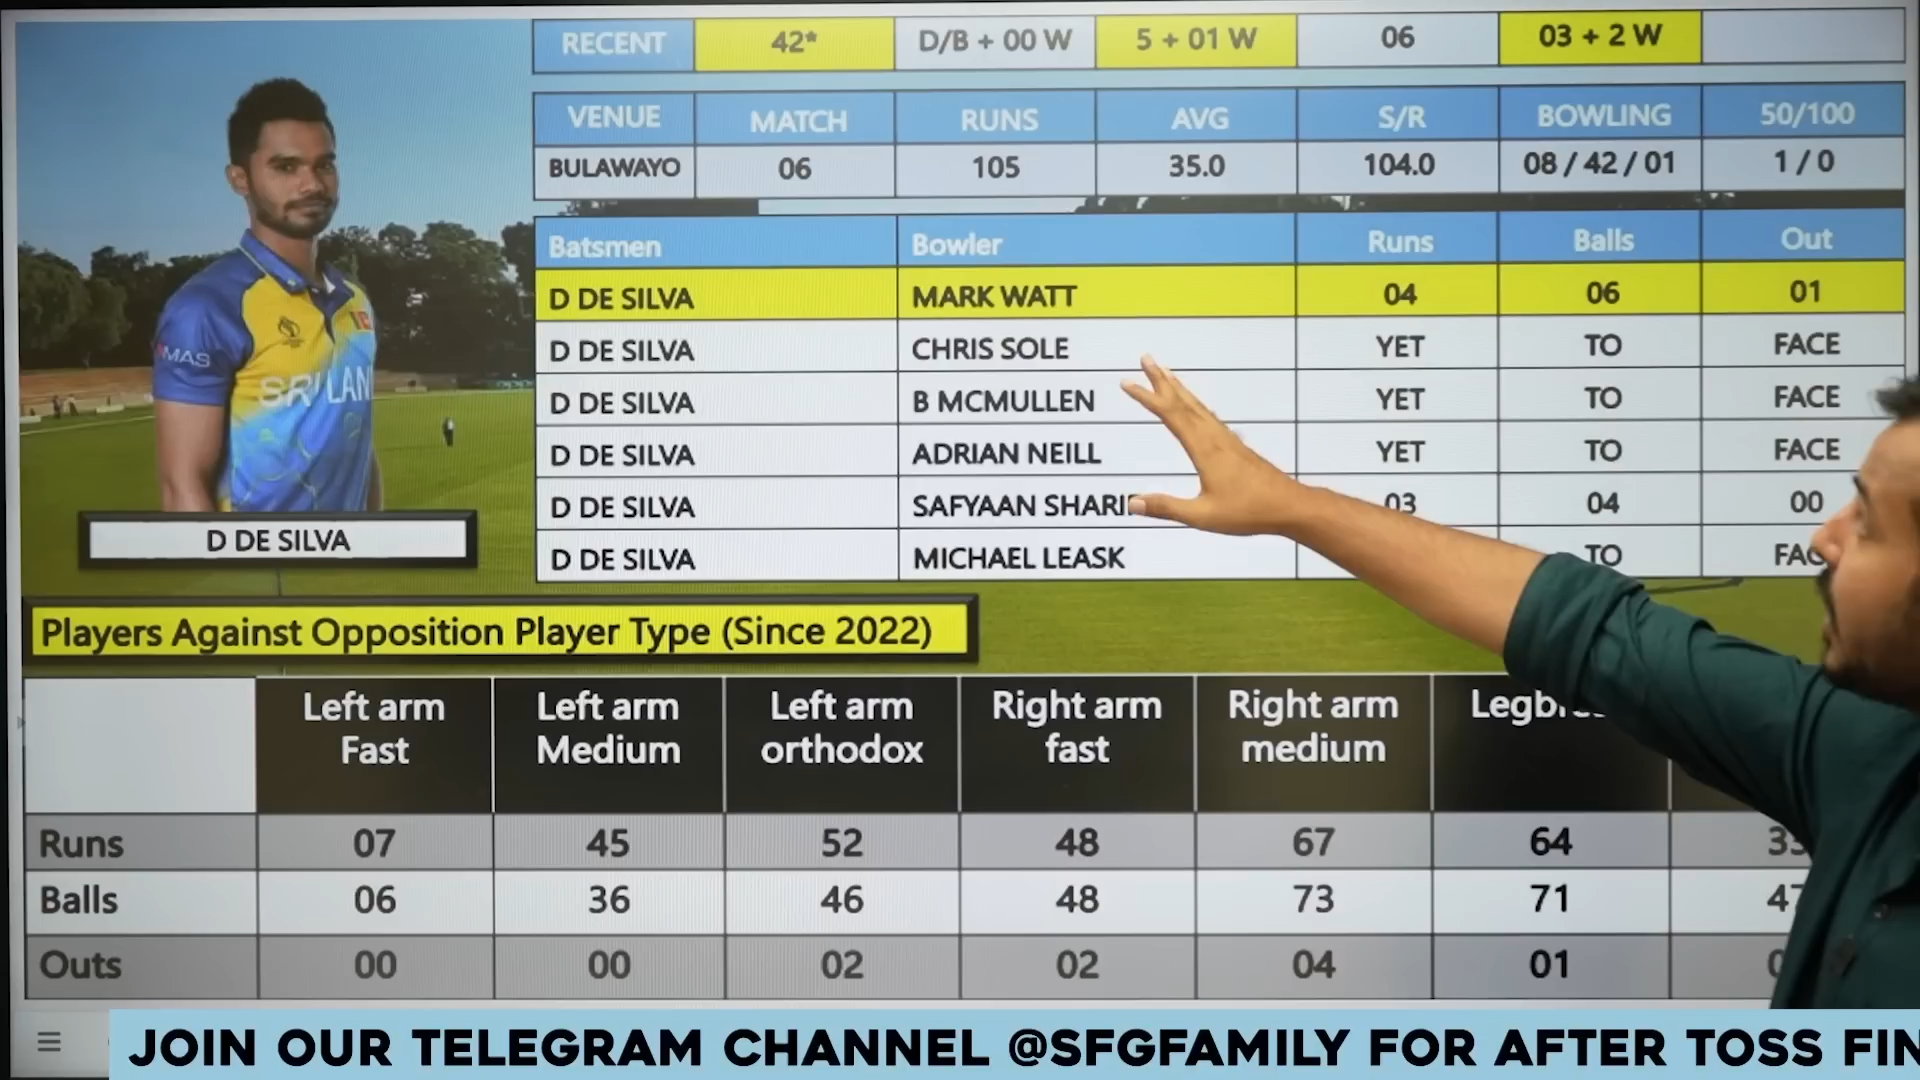 RECENT 42* D/B + 00 W 5 + 01 W 06 03 + 2 W
VENUE MATCH RUNS AVG S/R BOWLING 50/100
BULAWAYO 06 105 35.0 104.0 08 / 42 / 01 1 / 0
Batsmen Bowler Runs Balls Out
D DE SILVA MARK WATT 04 06 01
D DE SILVA CHRIS SOLE YET TO FACE
D DE SILVA B MCMULLEN YET TO FACE
D DE SILVA ADRIAN NEILL YET TO FACE
D DE SILVA SAFYAAN 03 04 00
D DE SILVA MICHAEL LEASK TO
MAS
SRI LAN
D DE SILVA
Players Against Opposition Player Type (Since 2022)
Left arm Fast Left arm Medium Left arm orthodox Right arm fast Right arm medium
Runs 07 45 52 48 67 64
Balls 06 36 46 48 73 71 47
Outs 00 00 02 02 04 01
JOIN OUR TELEGRAM CHANNEL @SFGFAMILY FOR AFTER TOSS